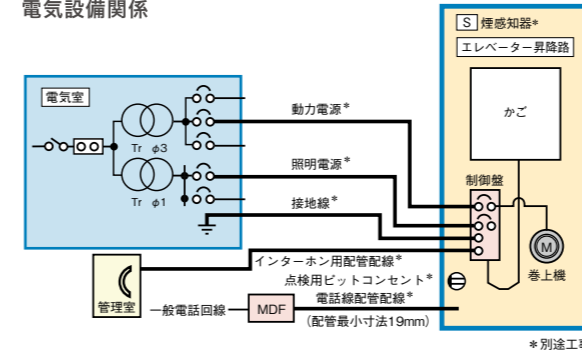 電気設備関係
S 煙感知器*
エレベーター昇降路
電気室
かご
動力電源*
Tr φ3
照明電源*
制御盤
Tr φ1
接地線*
M
インターホン用配管配線*
巻上機
点検用ピットコンセント*
管理室
一般電話回線
MDF
電話線配管配線*
(配管最小寸法19mm)
*別途工事